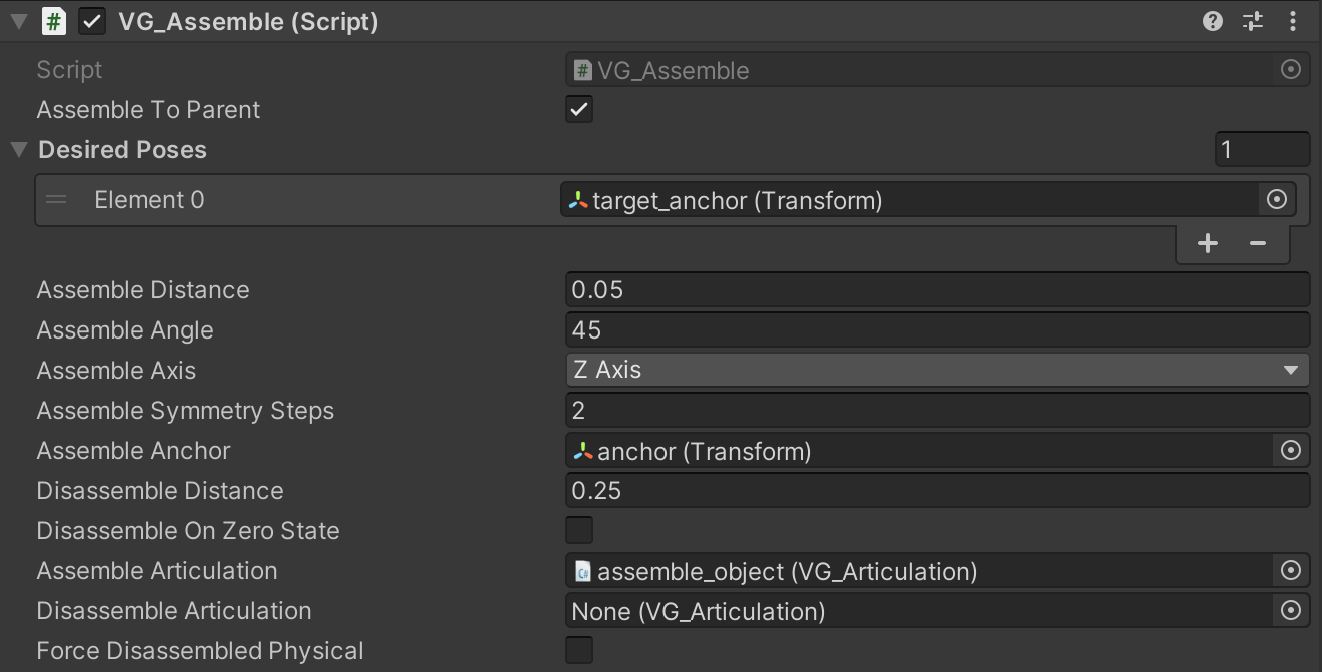 VG_Assemble (Script)
Script # VG_Assemble
Assemble To Parent
Desired Poses 1
Element 0 target_anchor (Transform)
Assemble Distance 0.05
Assemble Angle 45
Assemble Axis Z Axis
Assemble Symmetry Steps 2
Assemble Anchor anchor (Transform)
Disassemble Distance 0.25
Disassemble On Zero State
Assemble Articulation assemble_object (VG_Articulation)
Disassemble Articulation None (VG_Articulation)
Force Disassembled Physical